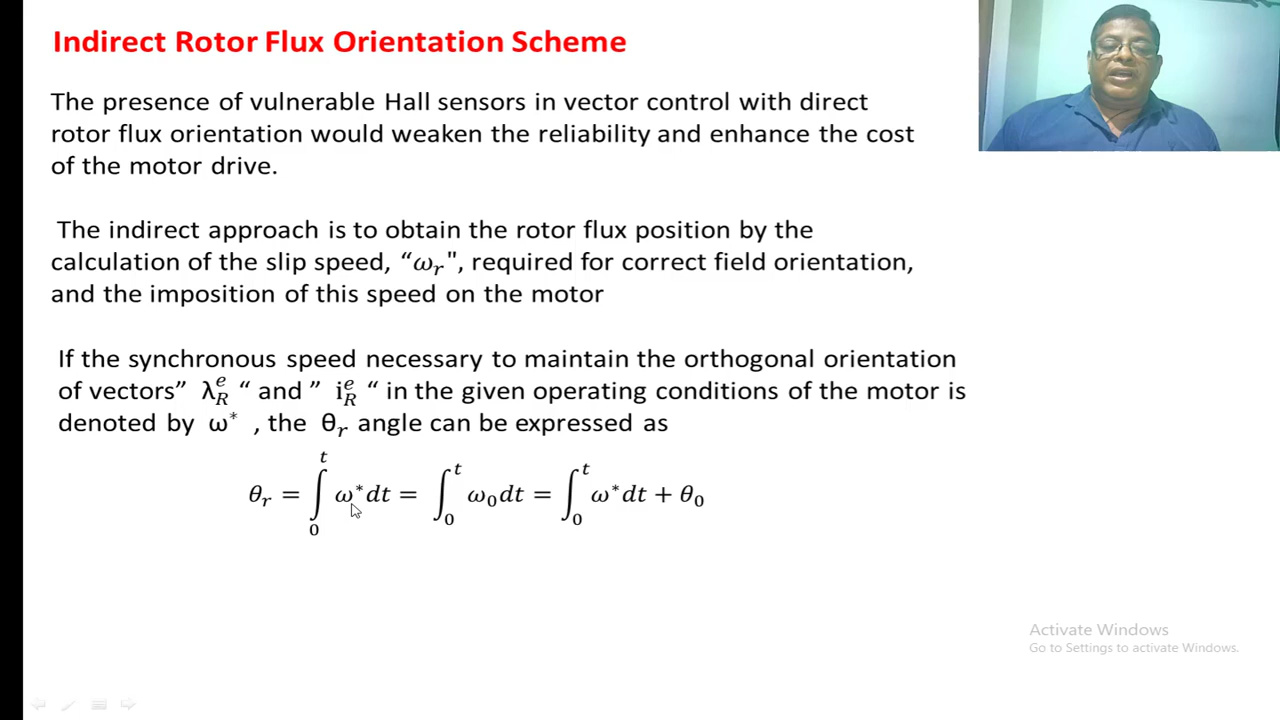 Indirect Rotor Flux Orientation Scheme
The presence of vulnerable Hall sensors in vector control with direct
rotor flux orientation would weaken the reliability and enhance the cost
of the motor drive.
The indirect approach is to obtain the rotor flux position by the
calculation of the slip speed, “ωᵣ", required for correct field orientation,
and the imposition of this speed on the motor
If the synchronous speed necessary to maintain the orthogonal orientation
of vectors” λ_R^e “ and ” i_R^e “ in the given operating conditions of the motor is
denoted by ω* , the θᵣ angle can be expressed as
θᵣ = ∫₀ᵗ ω*dt = ∫₀ᵗ ω₀dt = ∫₀ᵗ ω*dt + θ₀
Activate Windows
Go to Settings to activate Windows.